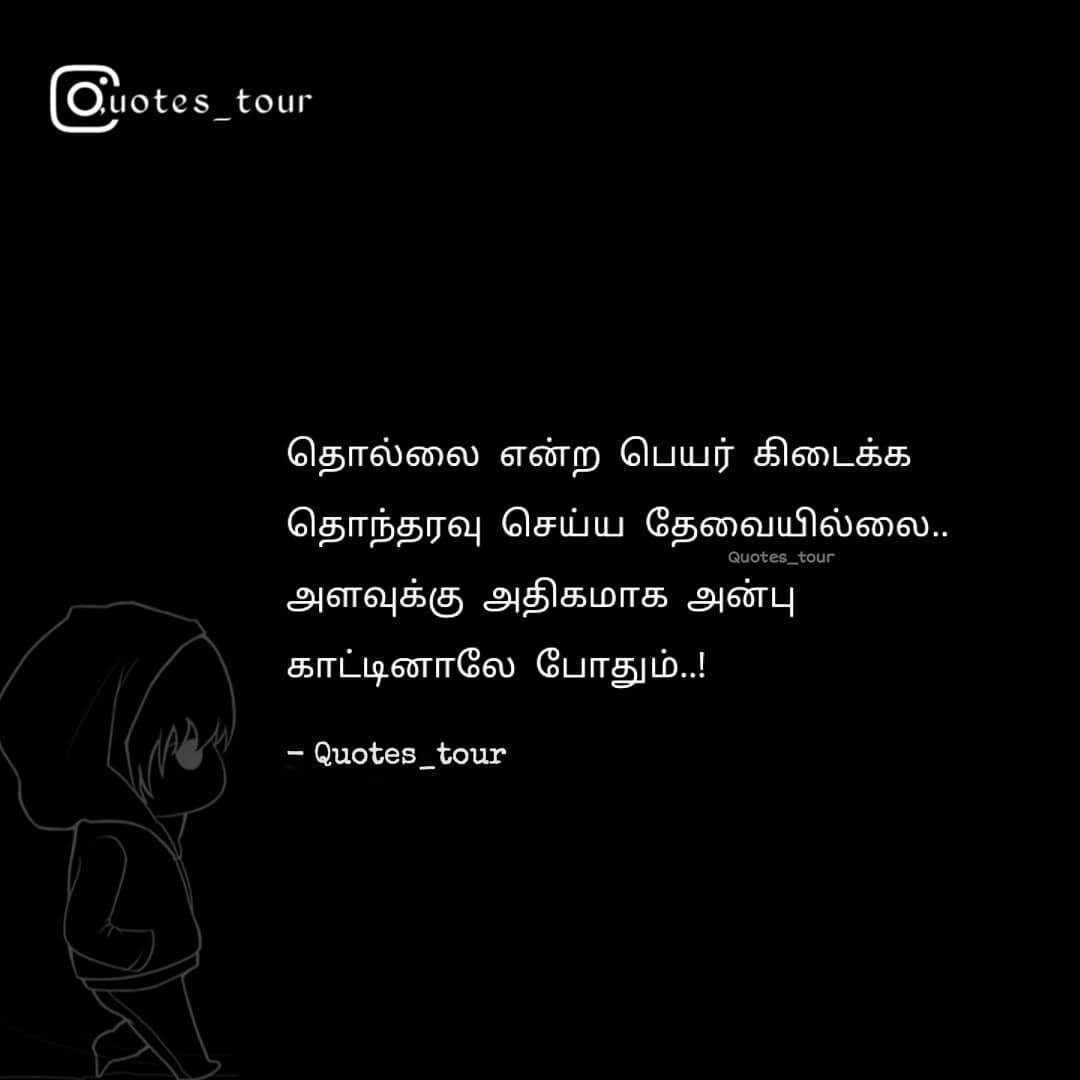 Quotes_tour
தொல்லை என்ற பெயர் கிடைக்க
தொந்தரவு செய்ய தேவையில்லை..
Quotes_tour
அளவுக்கு அதிகமாக அன்பு
காட்டினாலே போதும்..!
- Quotes_tour